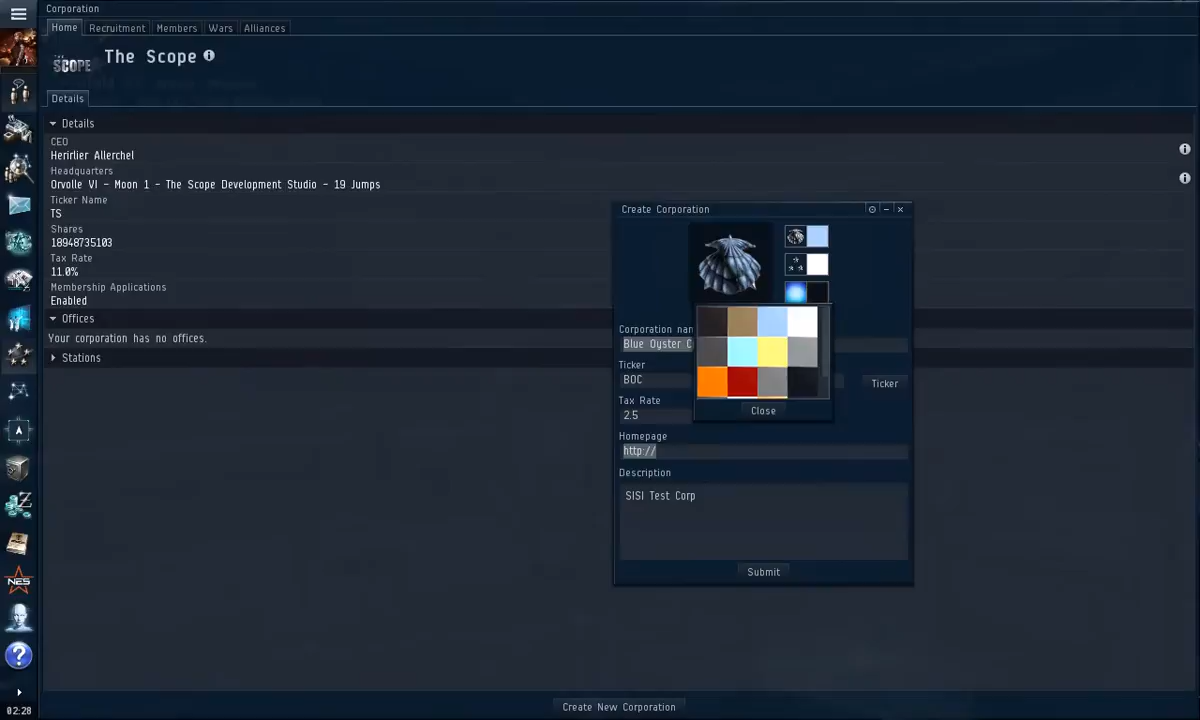 Corporation
Home Recruitment Members Wars Alliances
SCOPE The Scope
Details
Details
CEO
Herirlier Allerchel
Headquarters
Orvolle VI - Moon 1 - The Scope Development Studio - 19 Jumps
Ticker Name
TS
Shares
18948735103
Tax Rate
11.0%
Membership Applications
Enabled
Offices
Your corporation has no offices.
Stations
Create Corporation
Corporation nam
Blue Oyster C
Ticker
BOC
Ticker
Tax Rate
2.5
Close
Homepage
http://
Description
SISI Test Corp
Submit
Create New Corporation
NES
?
02:28